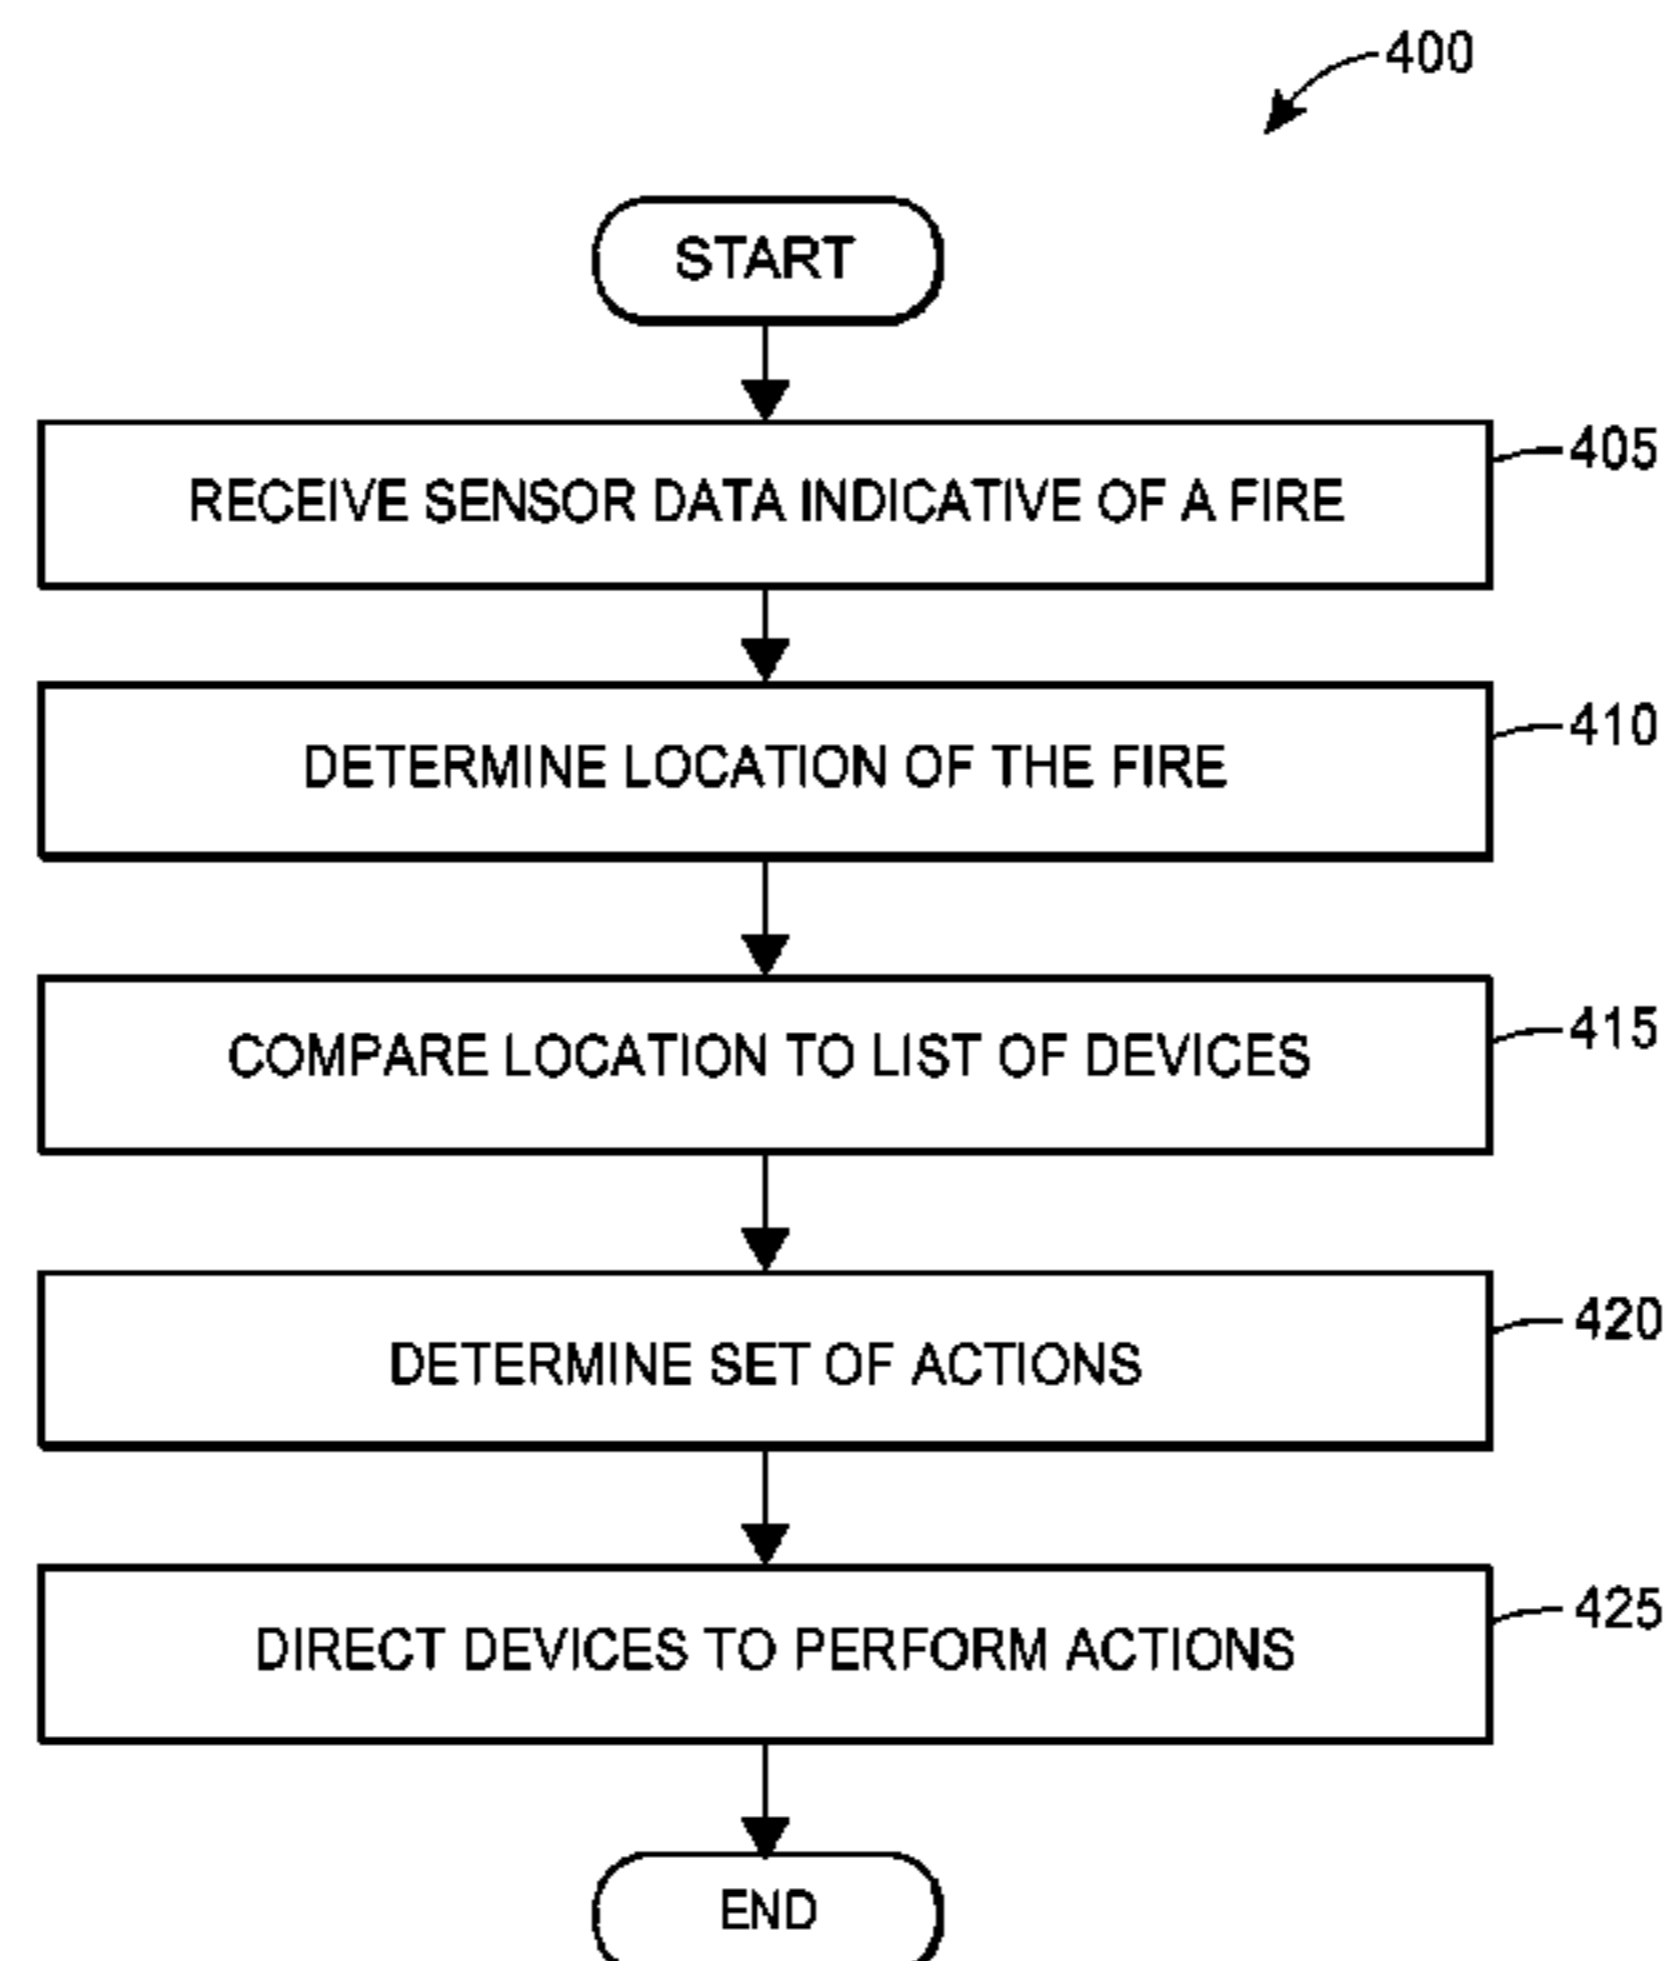 400
START
RECEIVE SENSOR DATA INDICATIVE OF A FIRE
405
DETERMINE LOCATION OF THE FIRE
410
COMPARE LOCATION TO LIST OF DEVICES
415
DETERMINE SET OF ACTIONS
420
DIRECT DEVICES TO PERFORM ACTIONS
425
END